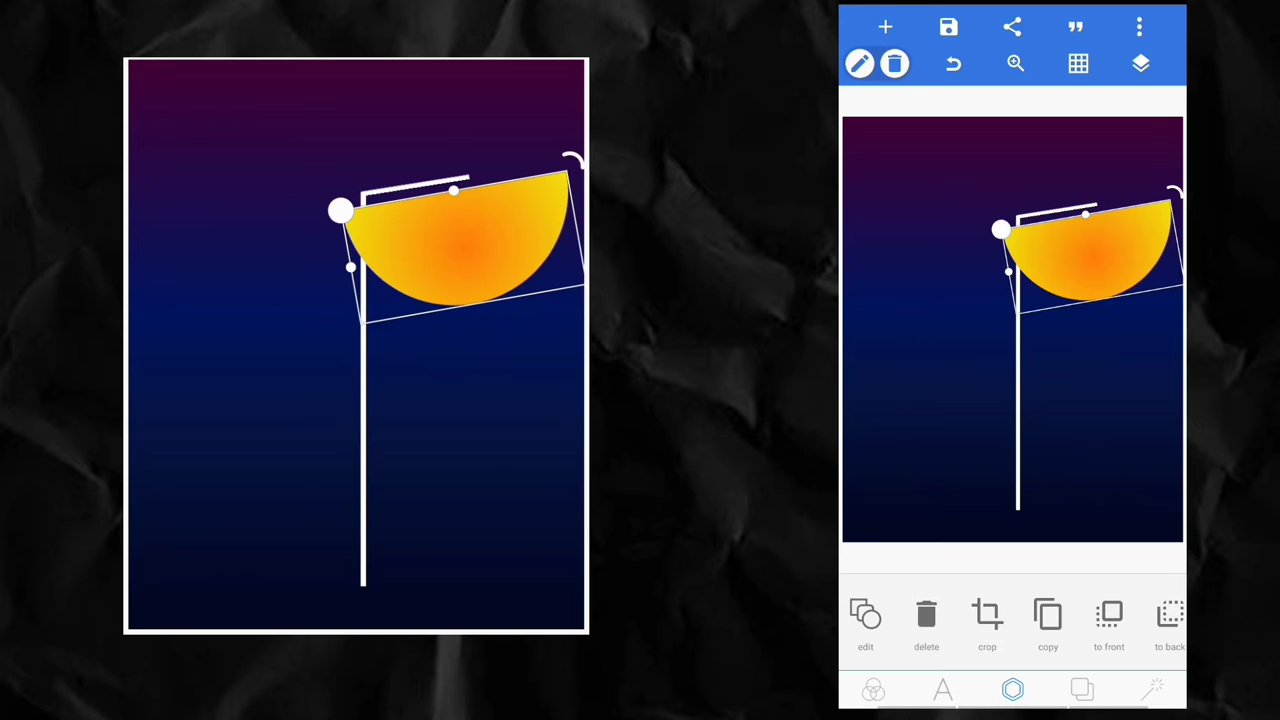 edit
delete
crop
copy
to front
to back